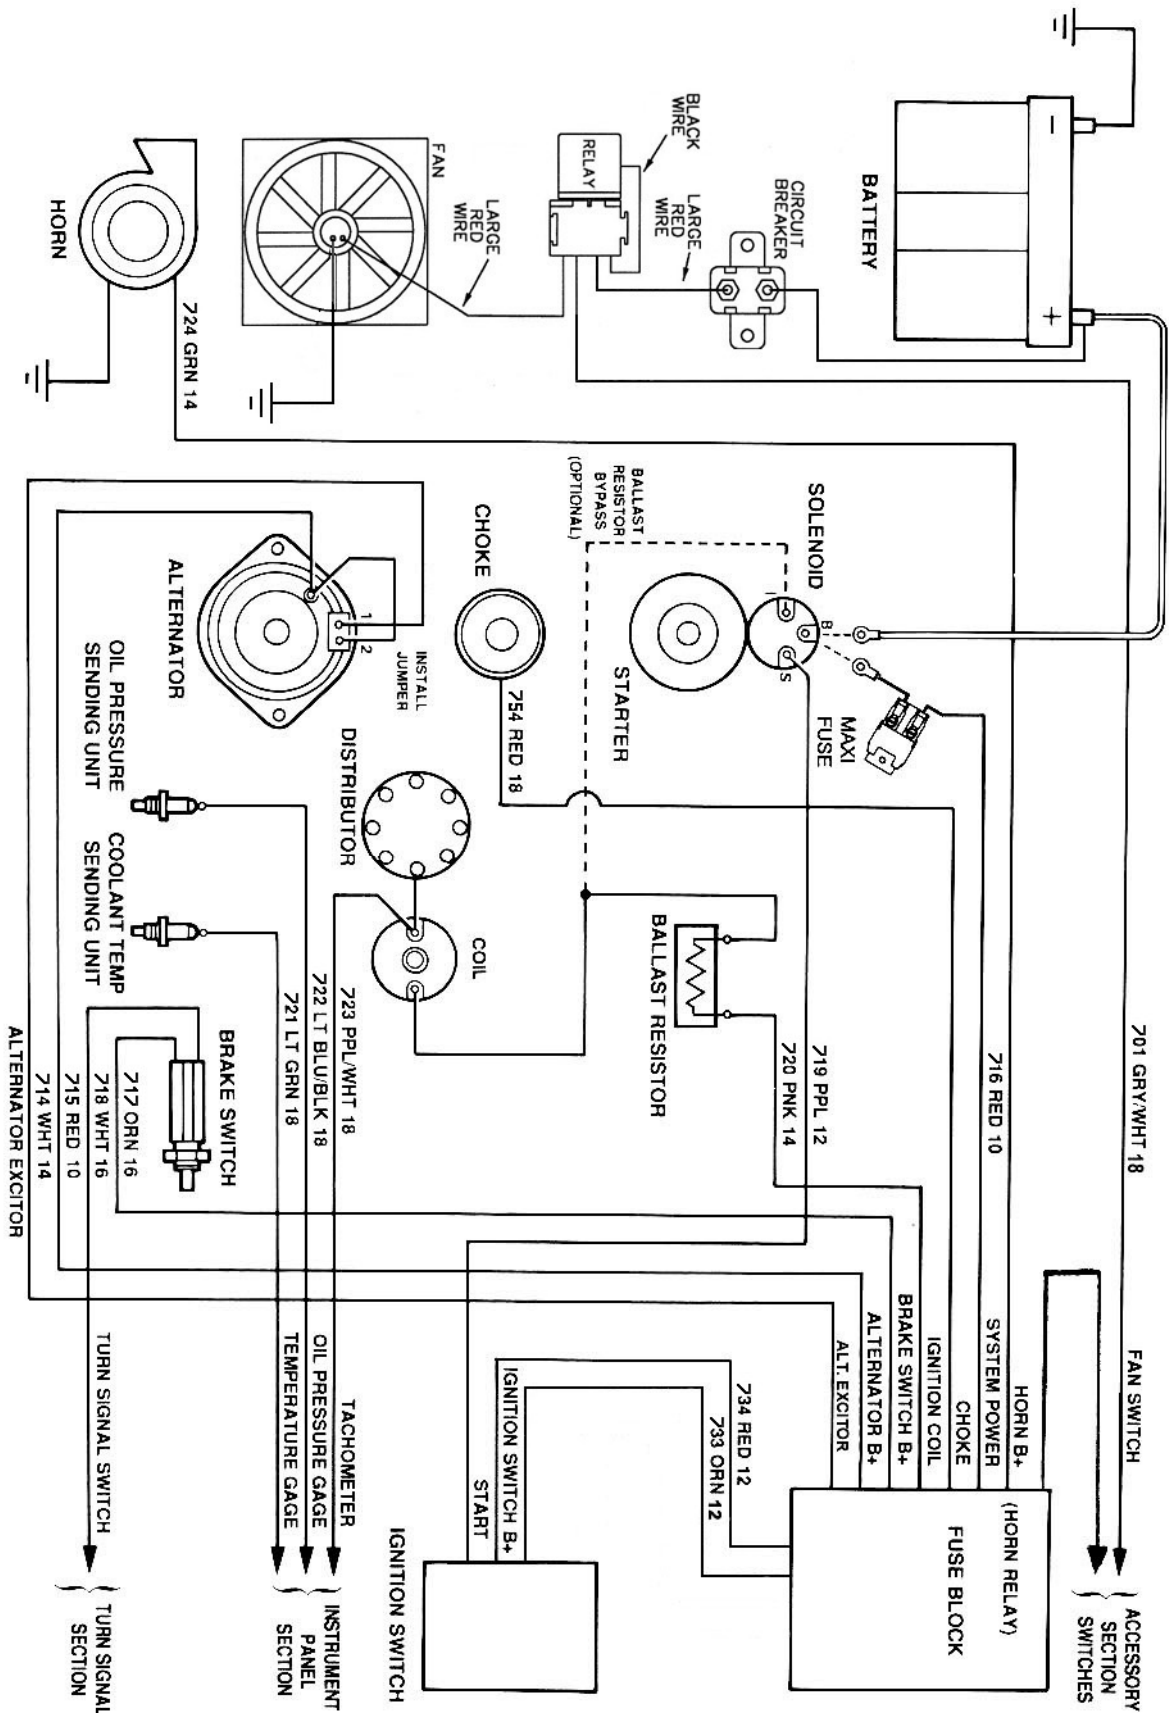 BATTERY
-
+
CIRCUIT
BREAKER
LARGE
RED
WIRE
BLACK
WIRE
RELAY
LARGE
RED
WIRE
FAN
HORN
724 GRN 14
701 GRY/WHT 18
FAN SWITCH
ACCESSORY
SECTION
SWITCHES
SOLENOID
I
B
S
MAXI
FUSE
STARTER
BALLAST
RESISTOR
BYPASS
(OPTIONAL)
716 RED 10
719 PPL 12
720 PNK 14
BALLAST RESISTOR
CHOKE
754 RED 18
COIL
DISTRIBUTOR
ALTERNATOR
1
2
INSTALL
JUMPER
OIL PRESSURE
SENDING UNIT
COOLANT TEMP
SENDING UNIT
723 PPL/WHT 18
722 LT BLU/BLK 18
721 LT GRN 18
BRAKE SWITCH
717 ORN 16
718 WHT 16
715 RED 10
714 WHT 14
ALTERNATOR EXCITOR
HORN B+
SYSTEM POWER
CHOKE
IGNITION COIL
BRAKE SWITCH B+
ALTERNATOR B+
ALT. EXCITOR
(HORN RELAY)
FUSE BLOCK
734 RED 12
733 ORN 12
IGNITION SWITCH B+
START
IGNITION SWITCH
TACHOMETER
OIL PRESSURE GAGE
TEMPERATURE GAGE
INSTRUMENT
PANEL
SECTION
TURN SIGNAL SWITCH
TURN SIGNAL
SECTION